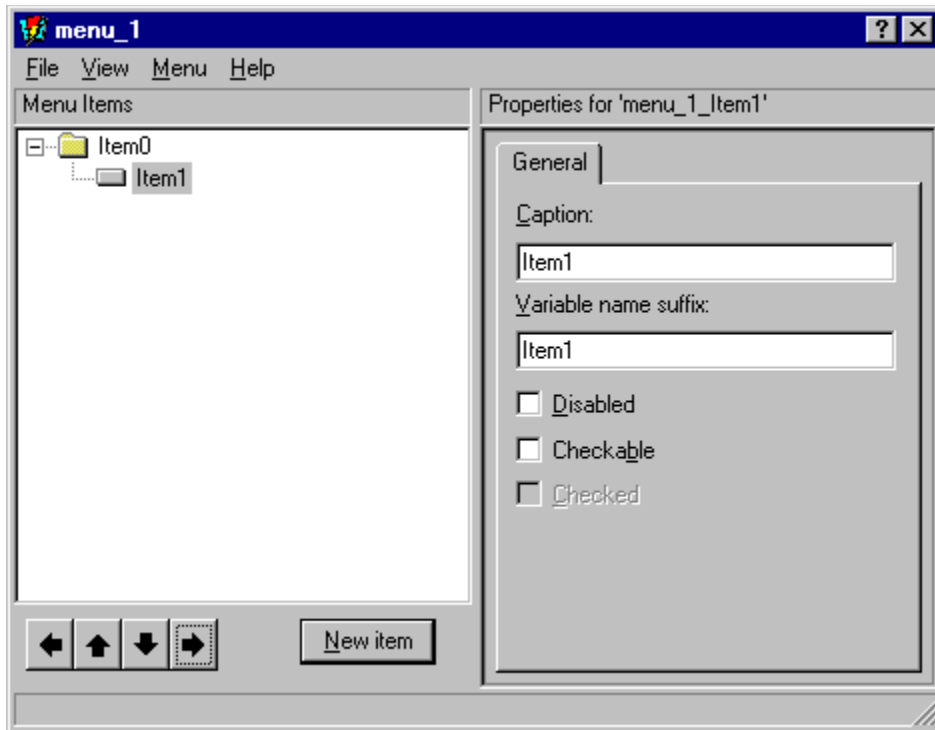 menu_1
File View Menu Help
Menu Items
Properties for 'menu_1_Item1'
Item0
Item1
General
Caption:
Item1
Variable name suffix:
Item1
Disabled
Checkable
Checked
New item